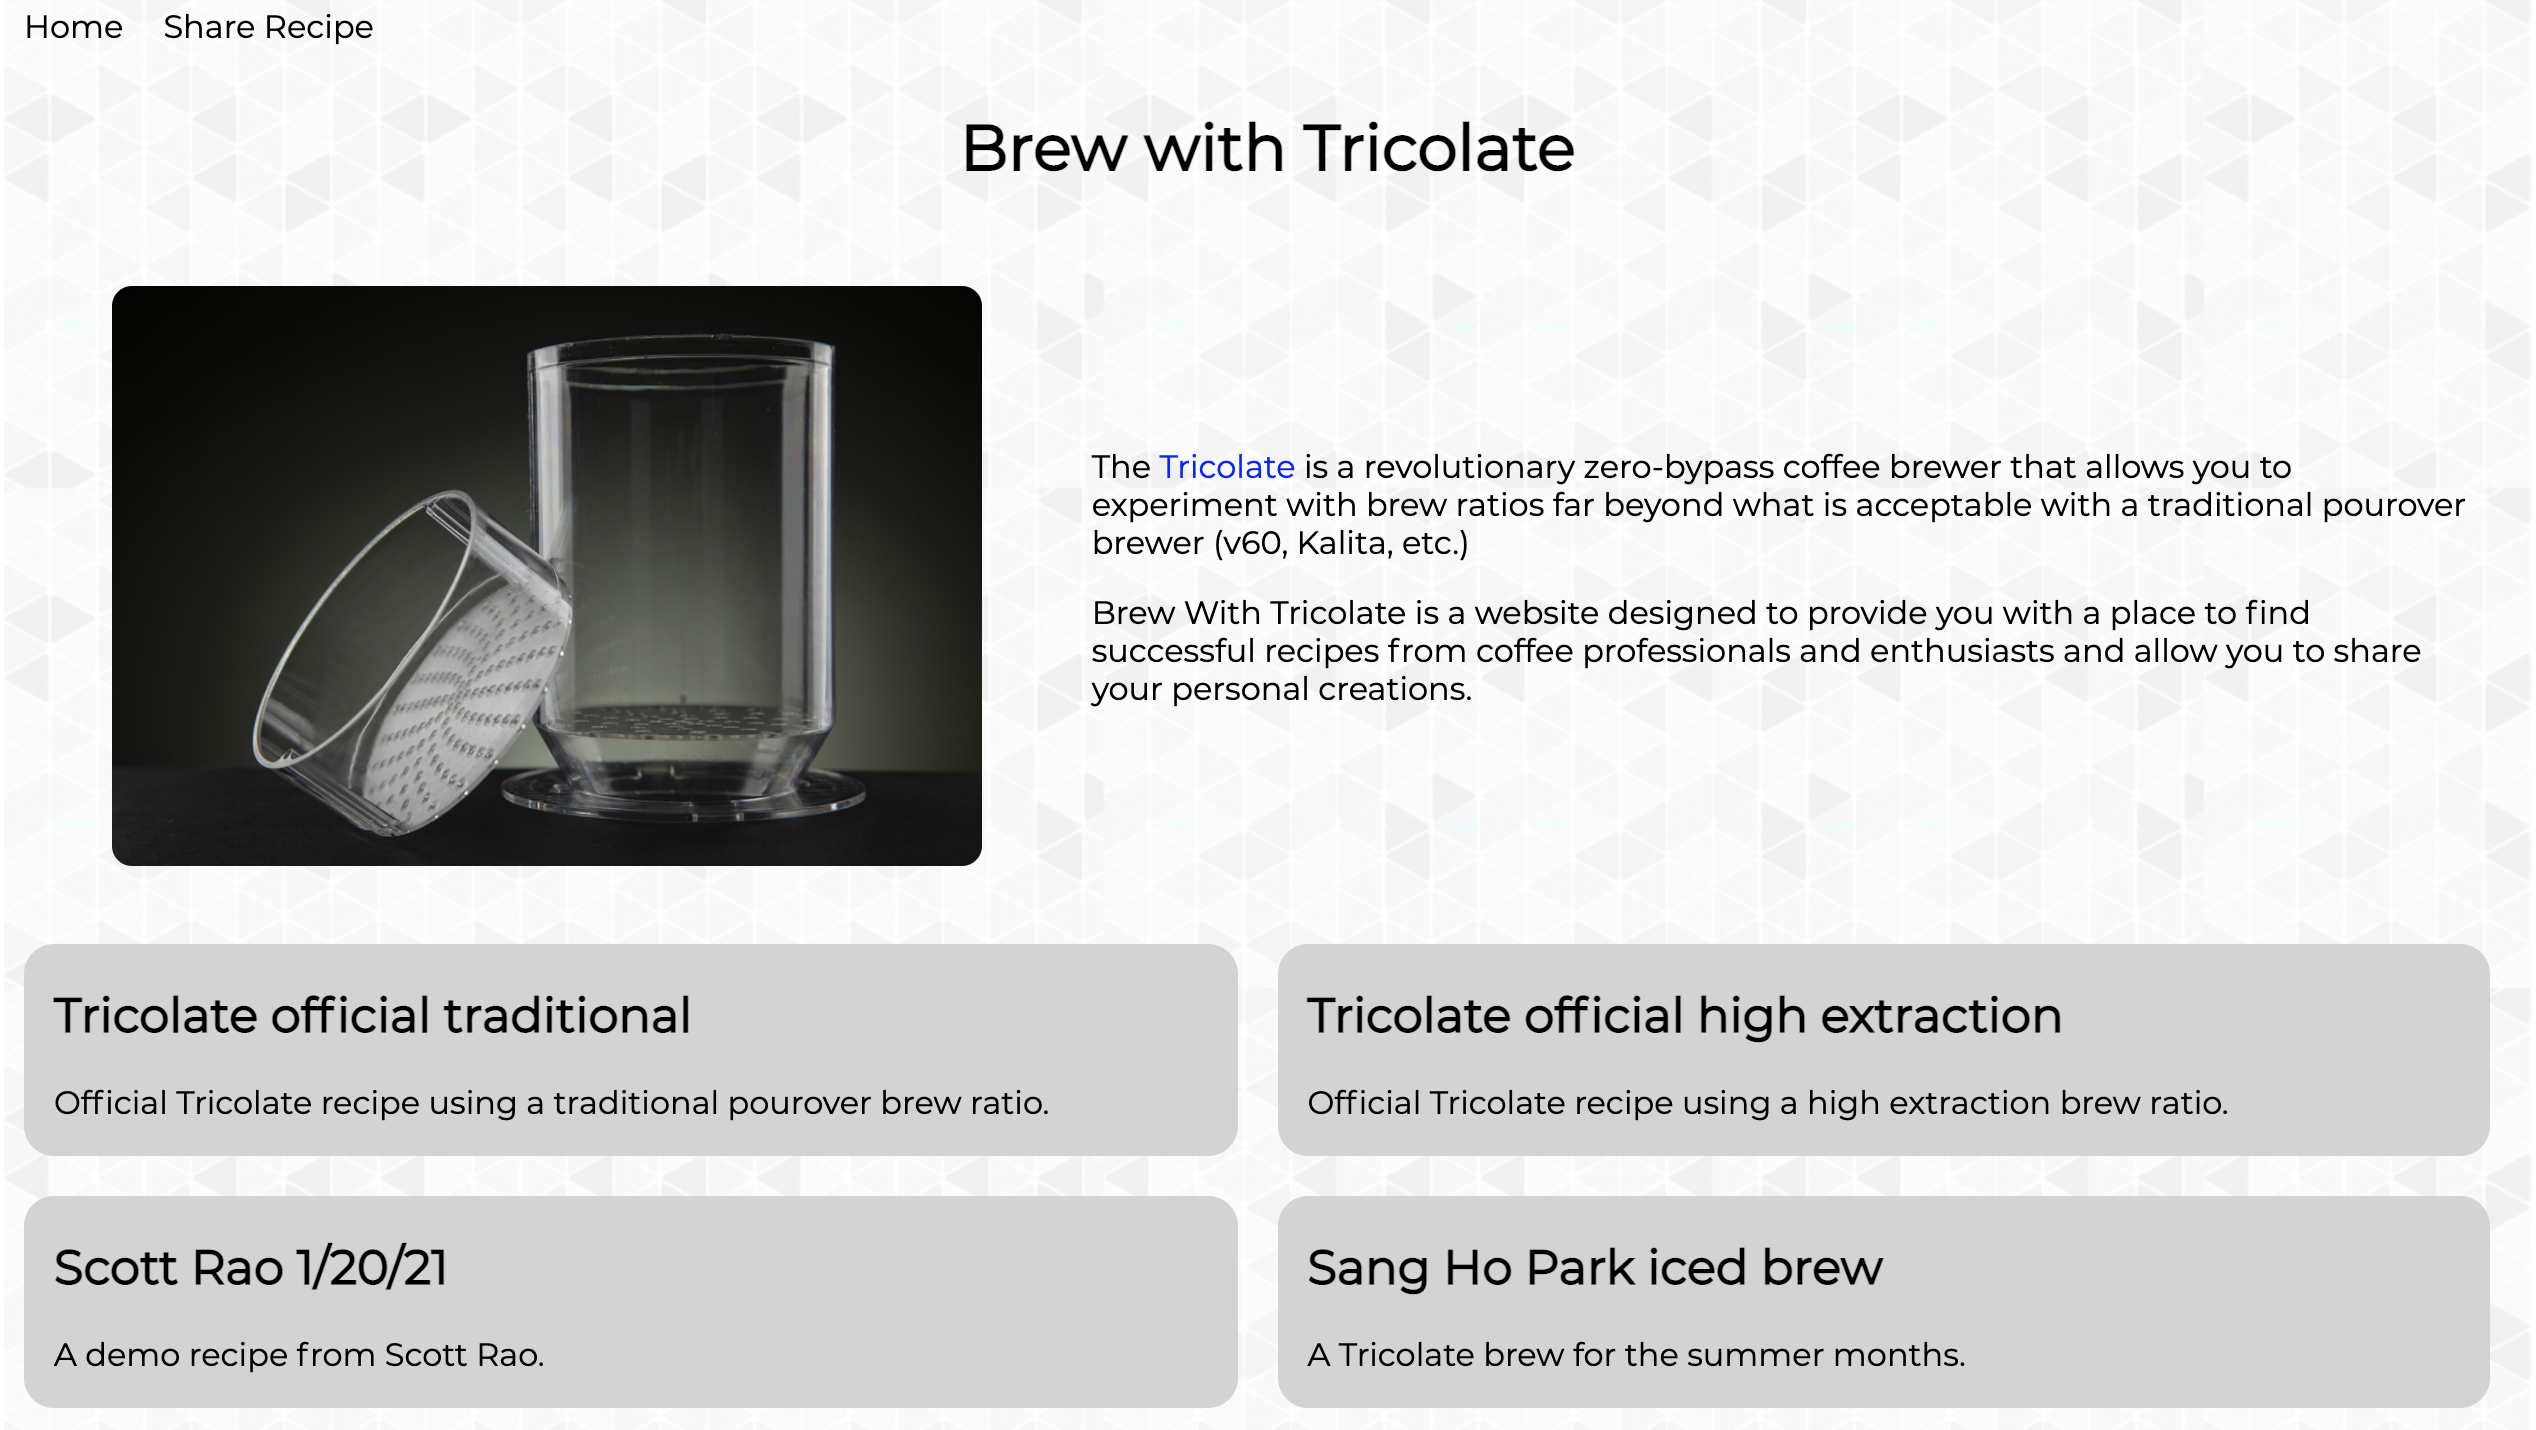 Home Share Recipe
Brew with Tricolate
The Tricolate is a revolutionary zero-bypass coffee brewer that allows you to
experiment with brew ratios far beyond what is acceptable with a traditional pourover
brewer (v60, Kalita, etc.)
Brew With Tricolate is a website designed to provide you with a place to find
successful recipes from coffee professionals and enthusiasts and allow you to share
your personal creations.
Tricolate official traditional
Official Tricolate recipe using a traditional pourover brew ratio.
Tricolate official high extraction
Official Tricolate recipe using a high extraction brew ratio.
Scott Rao 1/20/21
A demo recipe from Scott Rao.
Sang Ho Park iced brew
A Tricolate brew for the summer months.